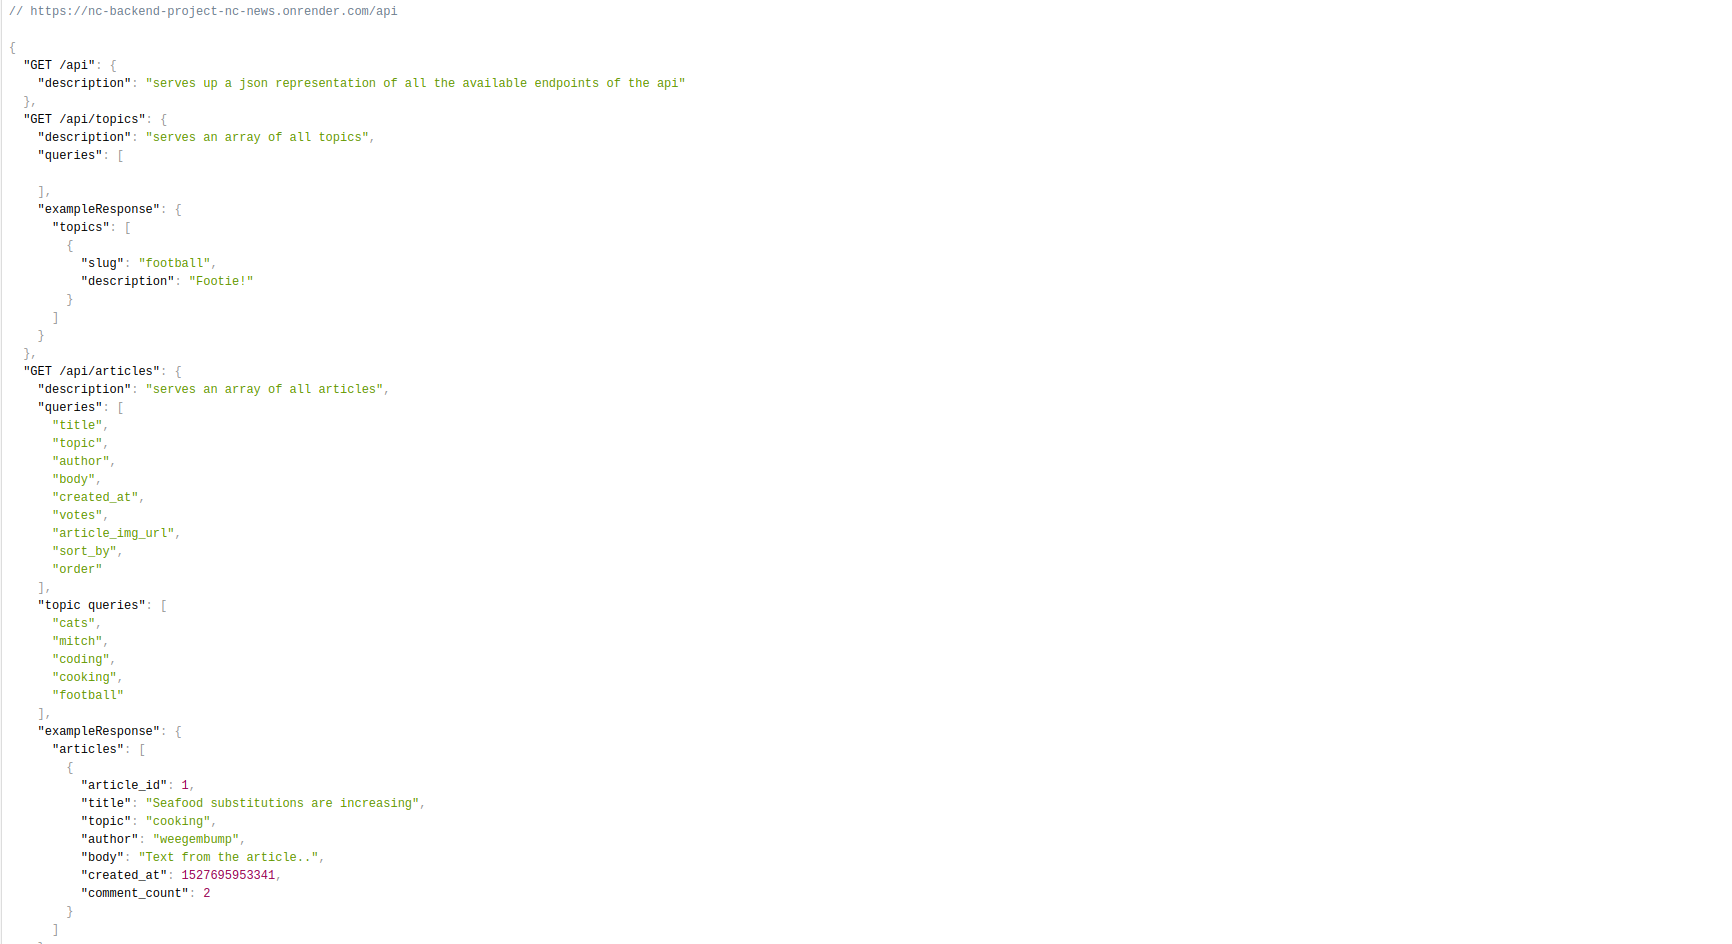 // https://nc-backend-project-nc-news.onrender.com/api
{
"GET /api": {
"description": "serves up a json representation of all the available endpoints of the api"
},
"GET /api/topics": {
"description": "serves an array of all topics",
"queries": [
],
"exampleResponse": {
"topics": [
{
"slug": "football",
"description": "Footie!"
}
]
}
},
"GET /api/articles": {
"description": "serves an array of all articles",
"queries": [
"title",
"topic",
"author",
"body",
"created_at",
"votes",
"article_img_url",
"sort_by",
"order"
],
"topic queries": [
"cats",
"mitch",
"coding",
"cooking",
"football"
],
"exampleResponse": {
"articles": [
{
"article_id": 1,
"title": "Seafood substitutions are increasing",
"topic": "cooking",
"author": "weegembump",
"body": "Text from the article..",
"created_at": 1527695953341,
"comment_count": 2
}
]